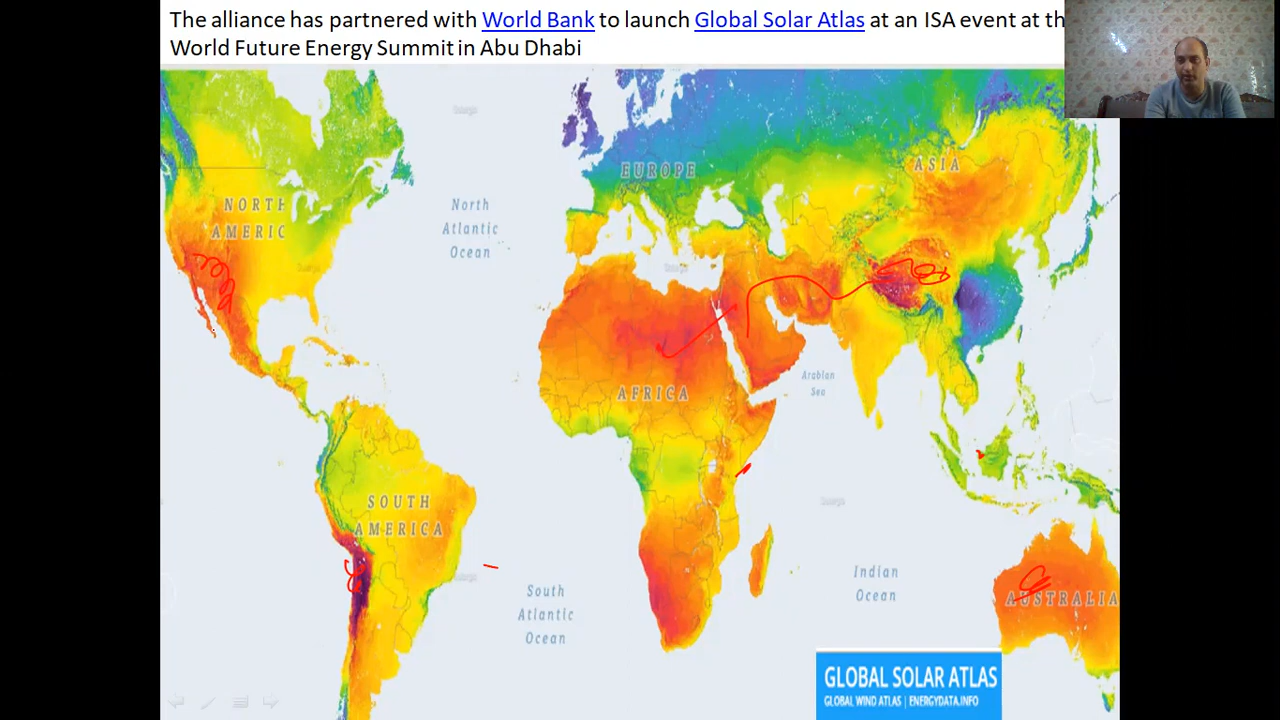 The alliance has partnered with World Bank to launch Global Solar Atlas at an ISA event at th
World Future Energy Summit in Abu Dhabi
EUROPE
ASIA
NORTH
AMERIC
North
Atlantic
Ocean
Arabian
Sea
AFRICA
SOUTH
AMERICA
Indian
Ocean
South
Atlantic
Ocean
AUSTRALIA
GLOBAL SOLAR ATLAS
GLOBAL WIND ATLAS | ENERGYDATA.INFO